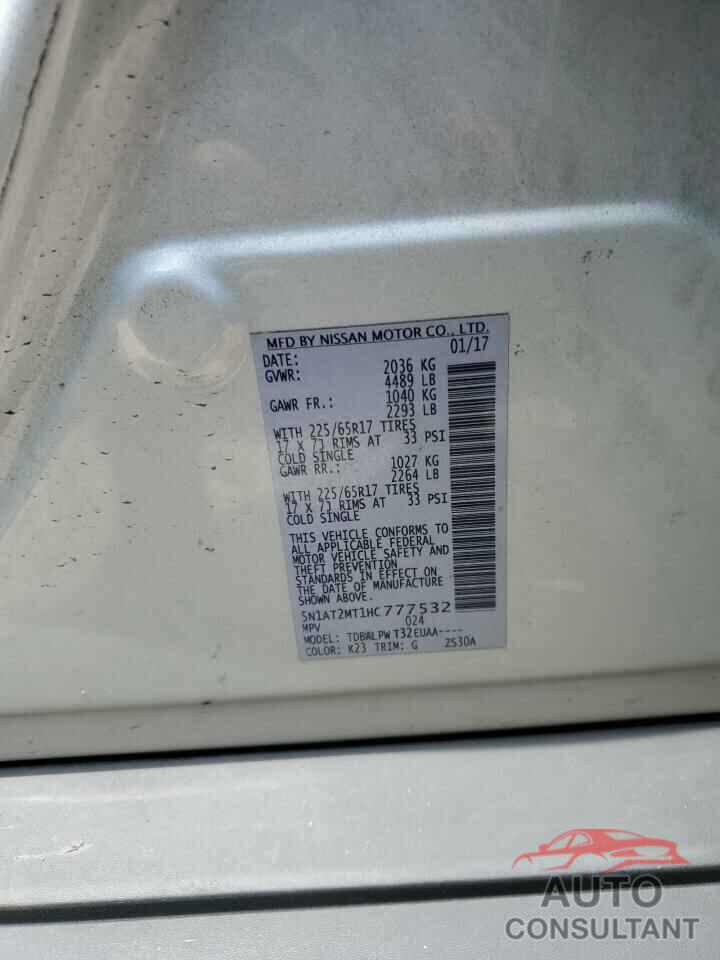 MFD BY NISSAN MOTOR CO., LTD.
DATE: 01/17
GVWR: 2036 KG
4489 LB
GAWR FR.: 1040 KG
2293 LB
WITH 225/65R17 TIRES
17 X 7J RIMS AT 33 PSI
COLD SINGLE
GAWR RR.: 1027 KG
2264 LB
WITH 225/65R17 TIRES
17 X 7J RIMS AT 33 PSI
COLD SINGLE
THIS VEHICLE CONFORMS TO
ALL APPLICABLE FEDERAL
MOTOR VEHICLE SAFETY AND
THEFT PREVENTION
STANDARDS IN EFFECT ON
THE DATE OF MANUFACTURE
SHOWN ABOVE.
5N1AT2MT1HC777532
MPV 024
MODEL: TDBALPW T32EUAA----
COLOR: K23 TRIM: G 2S30A
AUTO
CONSULTANT